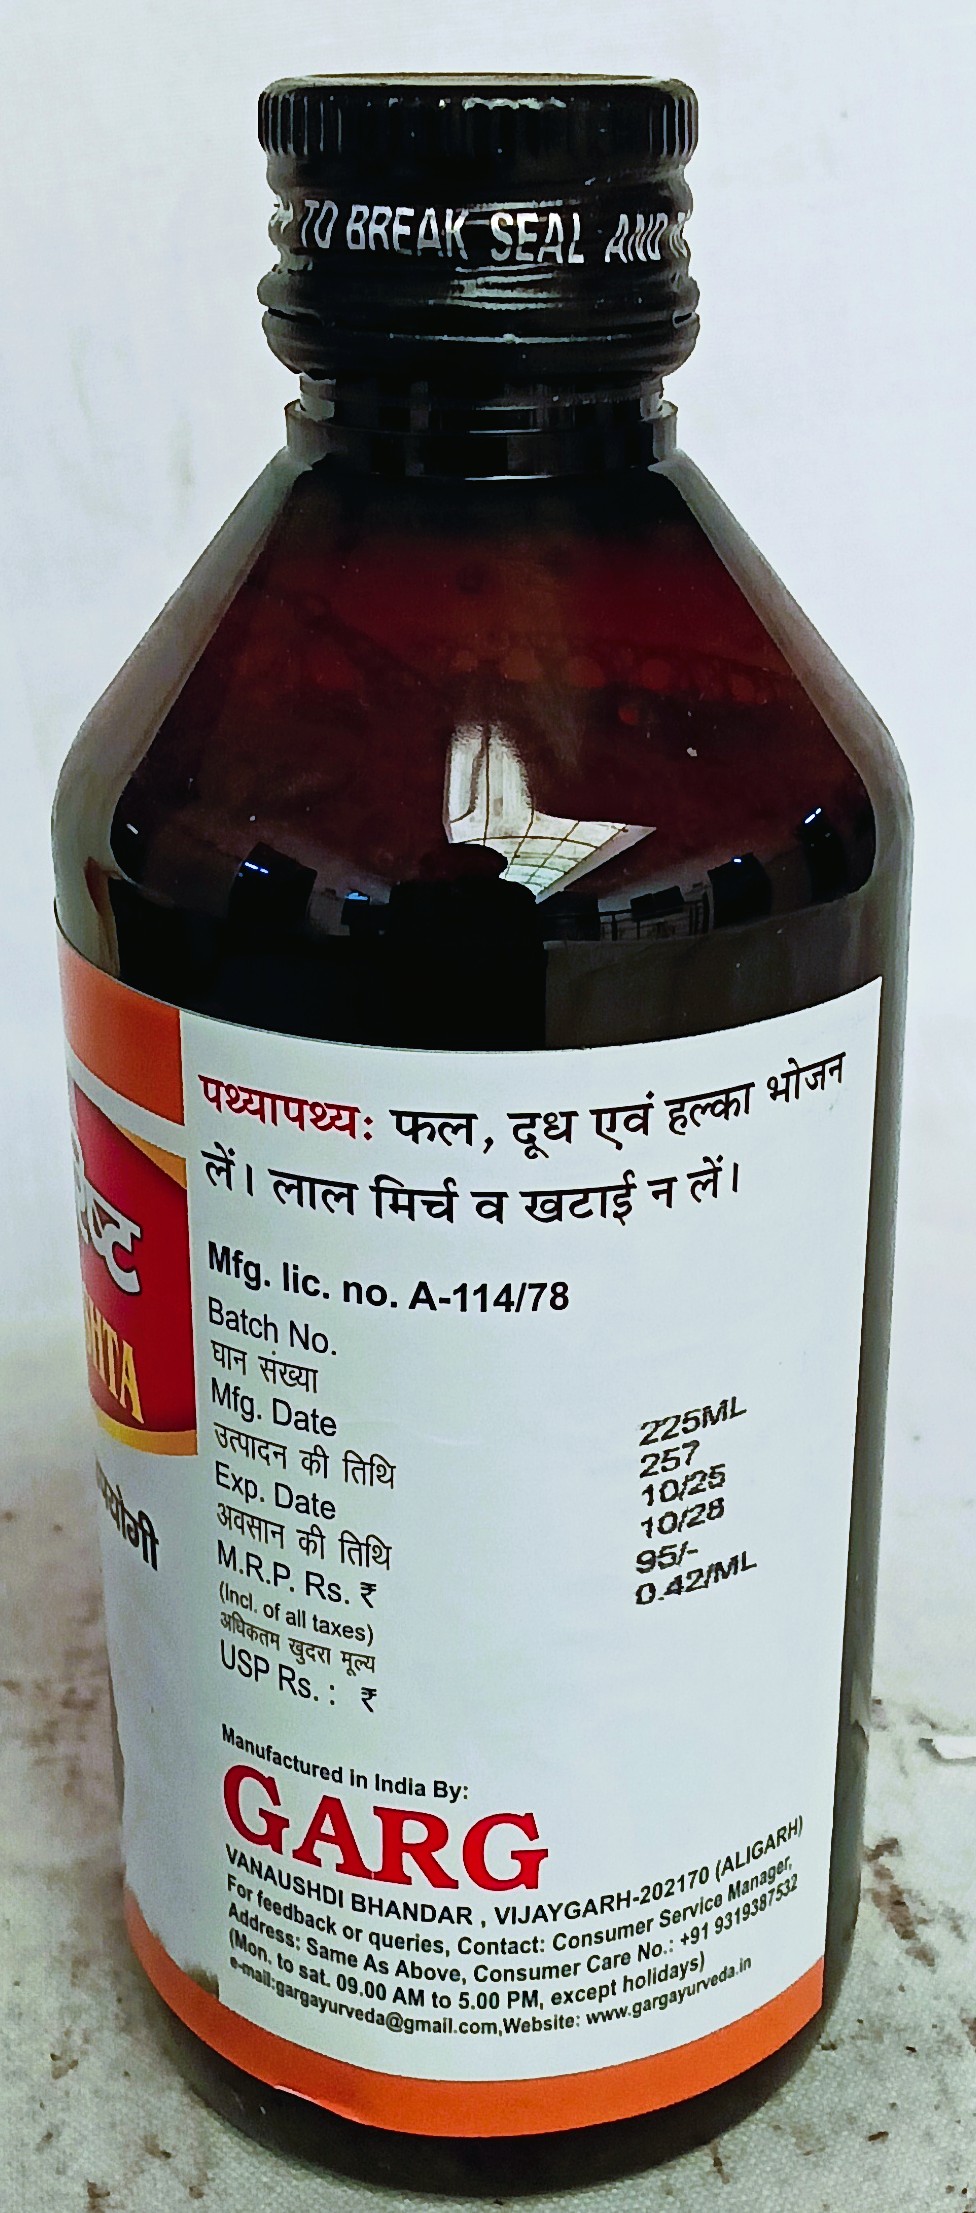 TO BREAK SEAL AND
पथ्यापथ्यः फल, दूध एवं हल्का भोजन
लें। लाल मिर्च व खटाई न लें।
Mfg. lic. no. A-114/78
Batch No.
घान संख्या
Mfg. Date
उत्पादन की तिथि
Exp. Date
अवसान की तिथि
M.R.P. Rs. ₹
(Incl. of all taxes)
अधिकतम खुदरा मूल्य
USP Rs. : ₹
225ML
257
10/25
10/28
95/-
0.42/ML
Manufactured in India By:
GARG
VANAUSHDI BHANDAR , VIJAYGARH-202170 (ALIGARH)
For feedback or queries, Contact: Consumer Service Manager,
Address: Same As Above, Consumer Care No.: +91 9319387532
(Mon. to sat. 09.00 AM to 5.00 PM, except holidays)
e-mail:gargayurveda@gmail.com,Website: www.gargayurveda.in